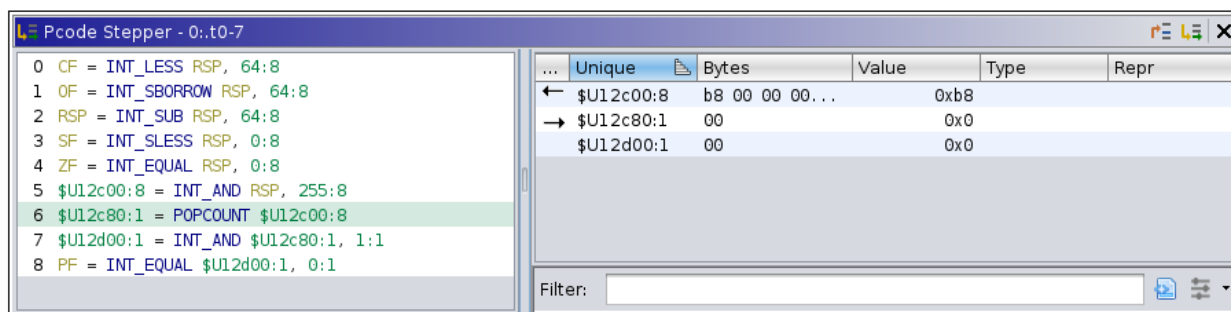 Pcode Stepper - 0:.t0-7
0 CF = INT_LESS RSP, 64:8
1 OF = INT_SBORROW RSP, 64:8
2 RSP = INT_SUB RSP, 64:8
3 SF = INT_SLESS RSP, 0:8
4 ZF = INT_EQUAL RSP, 0:8
5 $U12c00:8 = INT_AND RSP, 255:8
6 $U12c80:1 = POPCOUNT $U12c00:8
7 $U12d00:1 = INT_AND $U12c80:1, 1:1
8 PF = INT_EQUAL $U12d00:1, 0:1
... Unique Bytes Value Type Repr
← $U12c00:8 b8 00 00 00... 0xb8
→ $U12c80:1 00 0x0
$U12d00:1 00 0x0
Filter: